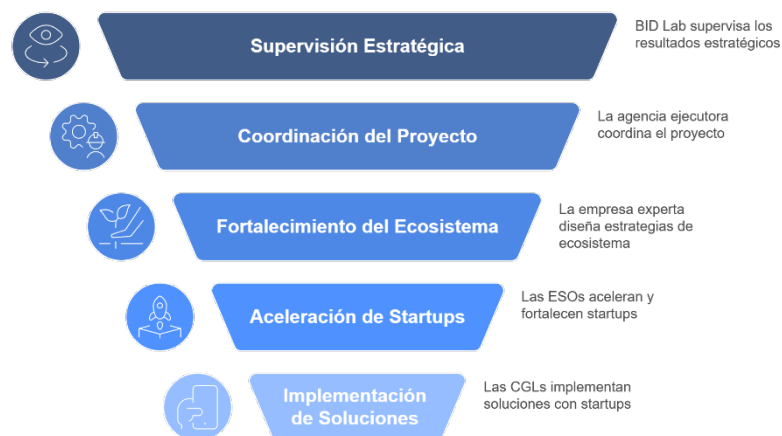 Supervisión Estratégica
BID Lab supervisa los
resultados estratégicos
Coordinación del Proyecto
La agencia ejecutora
coordina el proyecto
Fortalecimiento del Ecosistema
La empresa experta
diseña estrategias de
ecosistema
Aceleración de Startups
Las ESOs aceleran y
fortalecen startups
Implementación
de Soluciones
Las CGLs implementan
soluciones con startups